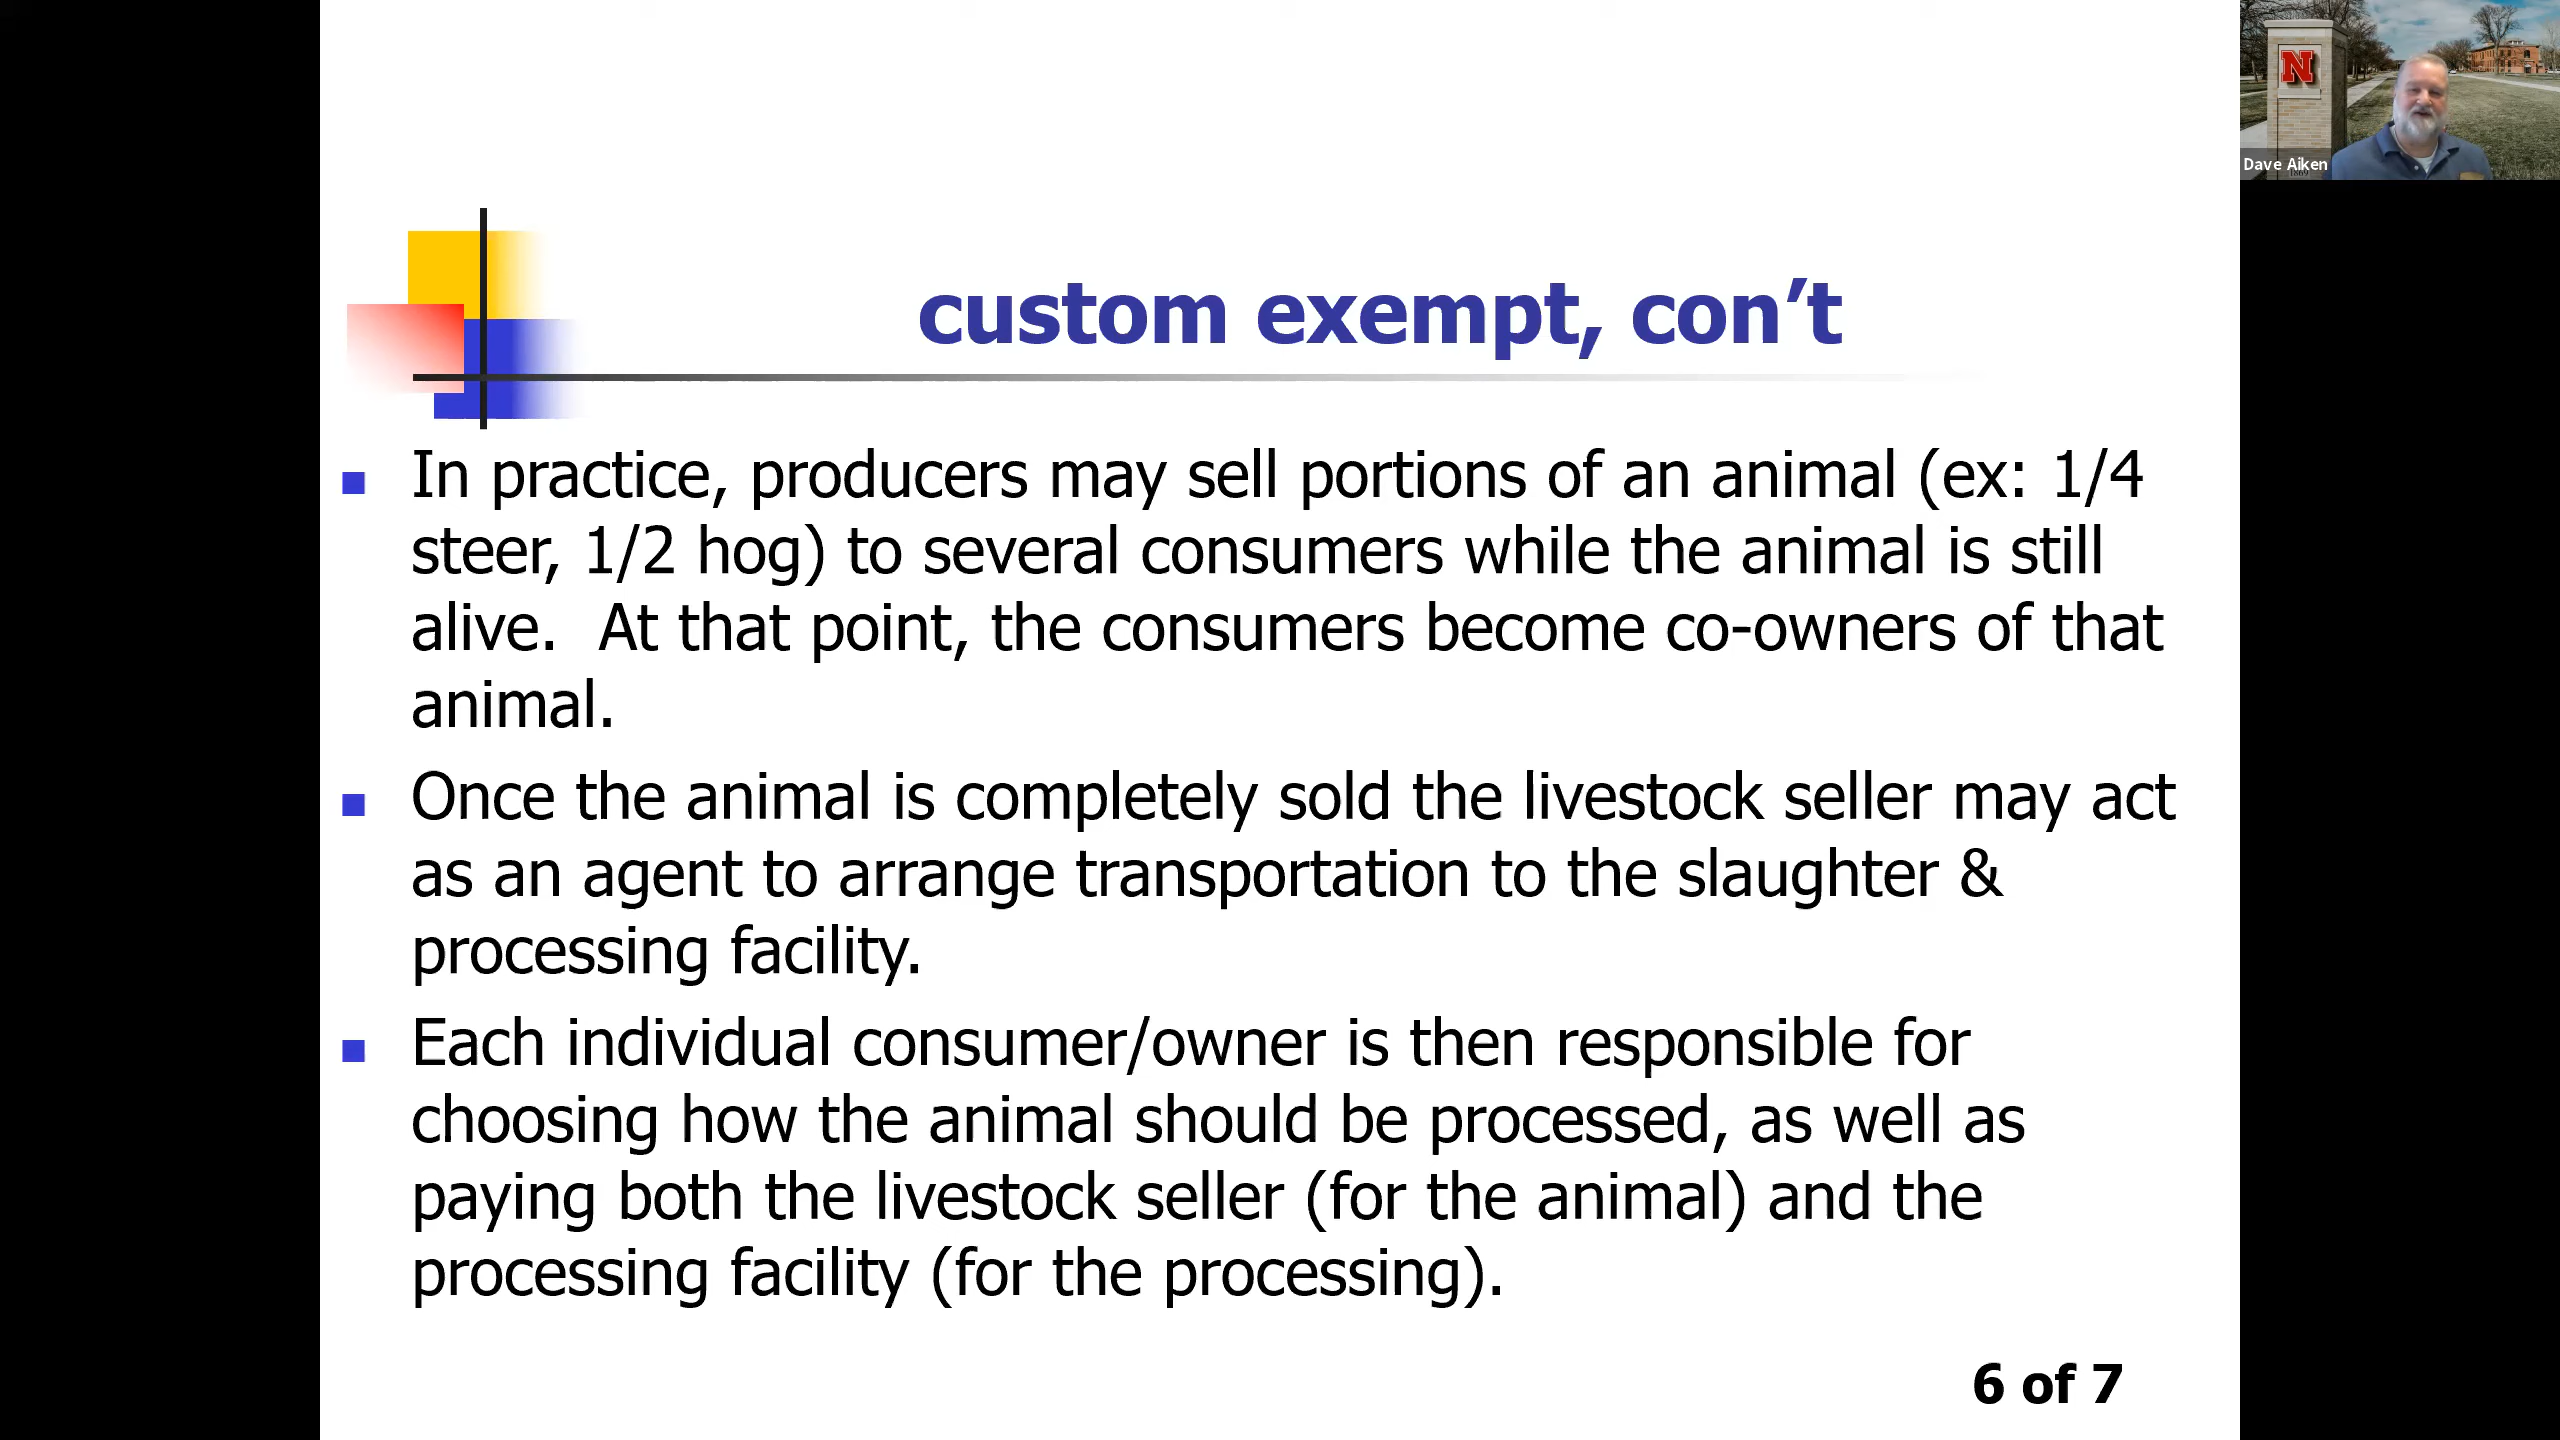 N
Dave Aiken
custom exempt, con’t
In practice, producers may sell portions of an animal (ex: 1/4
steer, 1/2 hog) to several consumers while the animal is still
alive.  At that point, the consumers become co-owners of that
animal.
Once the animal is completely sold the livestock seller may act
as an agent to arrange transportation to the slaughter &
processing facility.
Each individual consumer/owner is then responsible for
choosing how the animal should be processed, as well as
paying both the livestock seller (for the animal) and the
processing facility (for the processing).
6 of 7